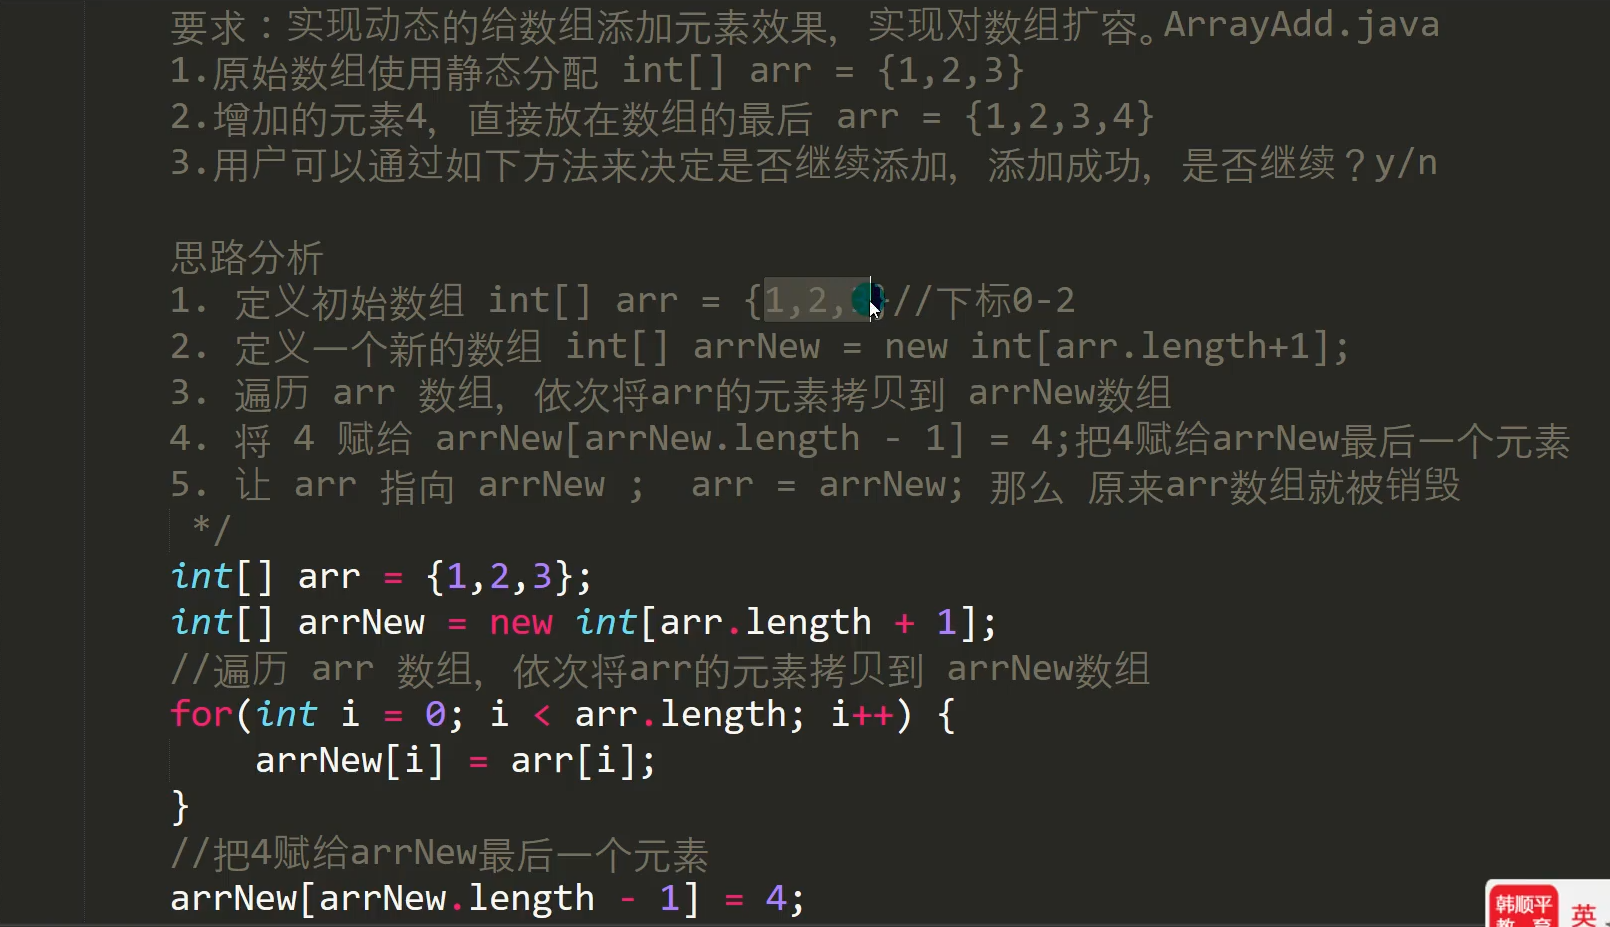 要求：实现动态的给数组添加元素效果，实现对数组扩容。ArrayAdd.java
1.原始数组使用静态分配 int[] arr = {1,2,3}
2.增加的元素4，直接放在数组的最后 arr = {1,2,3,4}
3.用户可以通过如下方法来决定是否继续添加，添加成功，是否继续？y/n
思路分析
1. 定义初始数组 int[] arr = {1,2,3}//下标0-2
2. 定义一个新的数组 int[] arrNew = new int[arr.length+1];
3. 遍历 arr 数组，依次将arr的元素拷贝到 arrNew数组
4. 将 4 赋给 arrNew[arrNew.length - 1] = 4;把4赋给arrNew最后一个元素
5. 让 arr 指向 arrNew ; arr = arrNew; 那么 原来arr数组就被销毁
*/
int[] arr = {1,2,3};
int[] arrNew = new int[arr.length + 1];
//遍历 arr 数组，依次将arr的元素拷贝到 arrNew数组
for(int i = 0; i < arr.length; i++) {
arrNew[i] = arr[i];
}
//把4赋给arrNew最后一个元素
arrNew[arrNew.length - 1] = 4;
韩顺平
教育
英